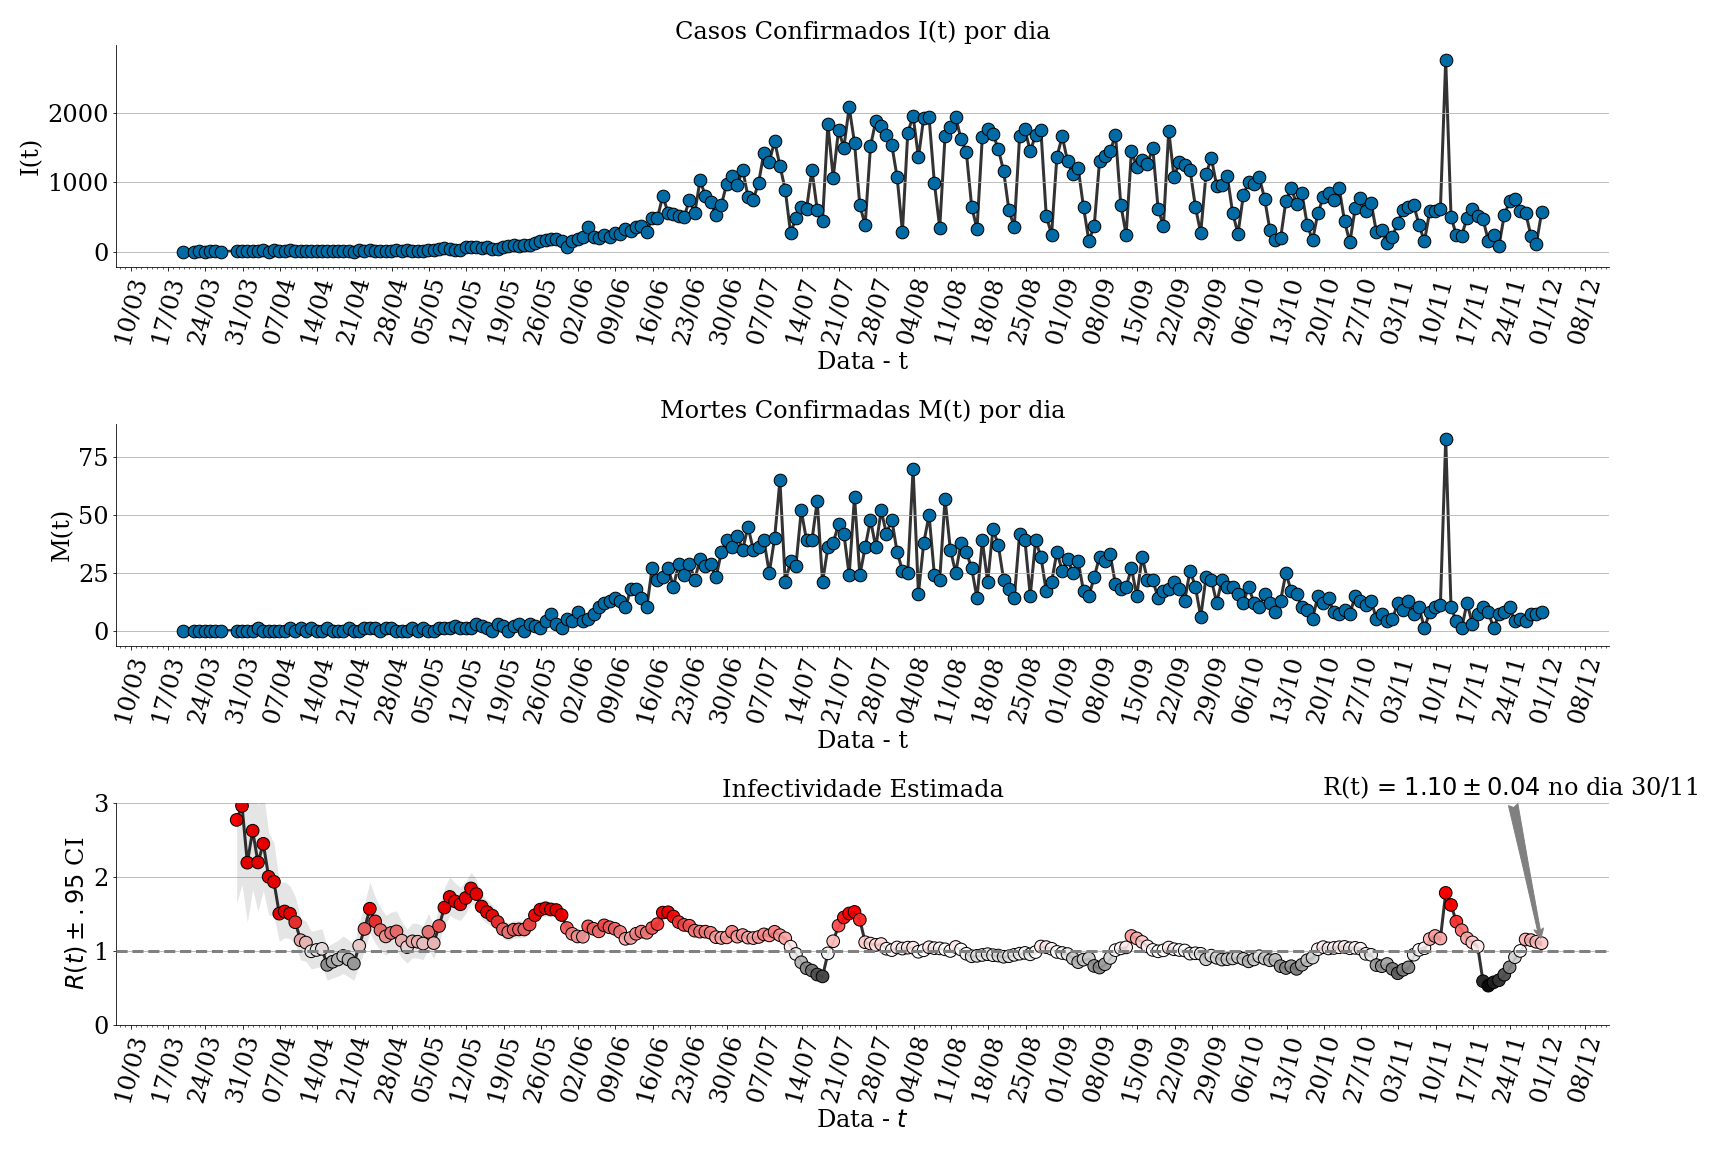 Casos Confirmados I(t) por dia
I(t)
2000
1000
0
10/03 17/03 24/03 31/03 07/04 14/04 21/04 28/04 05/05 12/05 19/05 26/05 02/06 09/06 16/06 23/06 30/06 07/07 14/07 21/07 28/07 04/08 11/08 18/08 25/08 01/09 08/09 15/09 22/09 29/09 06/10 13/10 20/10 27/10 03/11 10/11 17/11 24/11 01/12 08/12
Data - t
Mortes Confirmadas M(t) por dia
M(t)
75
50
25
0
10/03 17/03 24/03 31/03 07/04 14/04 21/04 28/04 05/05 12/05 19/05 26/05 02/06 09/06 16/06 23/06 30/06 07/07 14/07 21/07 28/07 04/08 11/08 18/08 25/08 01/09 08/09 15/09 22/09 29/09 06/10 13/10 20/10 27/10 03/11 10/11 17/11 24/11 01/12 08/12
Data - t
Infectividade Estimada
R(t) = 1.10 ± 0.04 no dia 30/11
R(t) ± .95 CI
3
2
1
0
10/03 17/03 24/03 31/03 07/04 14/04 21/04 28/04 05/05 12/05 19/05 26/05 02/06 09/06 16/06 23/06 30/06 07/07 14/07 21/07 28/07 04/08 11/08 18/08 25/08 01/09 08/09 15/09 22/09 29/09 06/10 13/10 20/10 27/10 03/11 10/11 17/11 24/11 01/12 08/12
Data - t